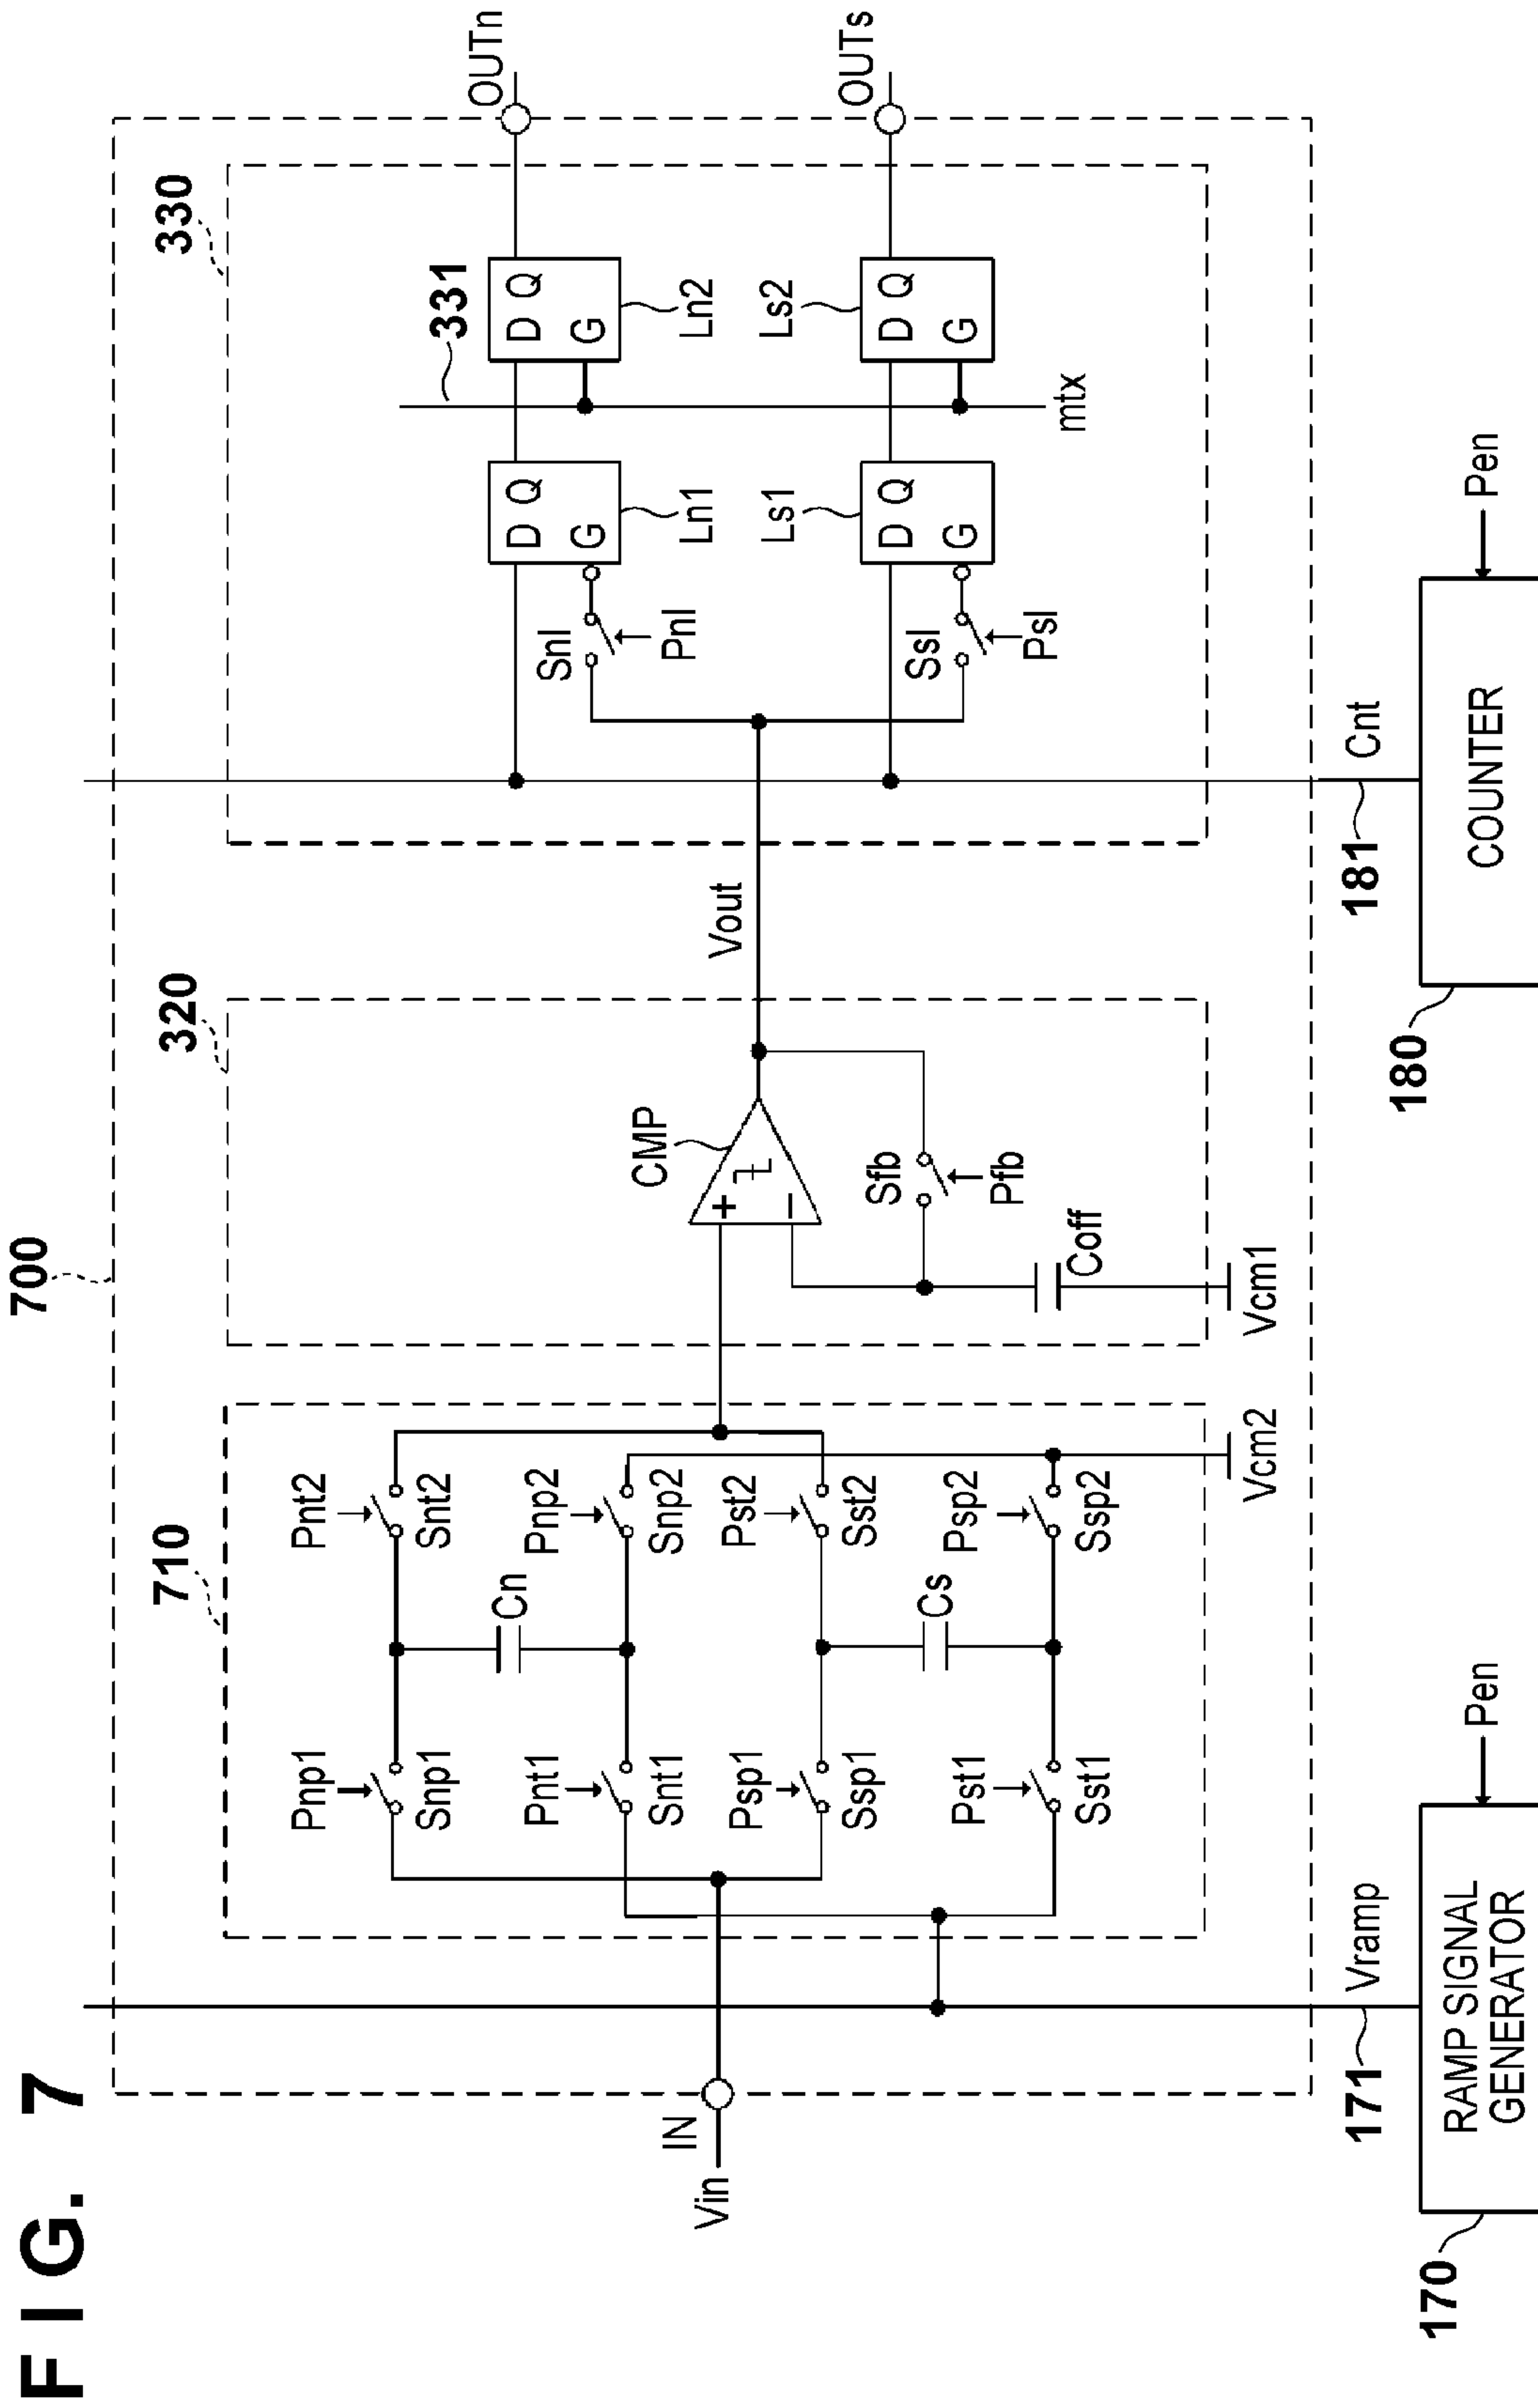 FIG. 7
700
710
320
330
331
Pnp1
Snp1
Pnt2
Snt2
Cn
Pnt1
Snt1
Pnp2
Snp2
Psp1
Ssp1
Pst2
Sst2
Cs
Pst1
Sst1
Psp2
Ssp2
IN
Vin
Vcm2
CMP
+
−
Sfb
Pfb
Coff
Vcm1
Vout
Snl
Pnl
Ssl
Psl
D Q
G
Ln1
D Q
G
Ln2
D Q
G
Ls1
D Q
G
Ls2
mtx
OUTn
OUTs
171
Vramp
181
Cnt
170
RAMP SIGNAL
GENERATOR
Pen
180
COUNTER
Pen